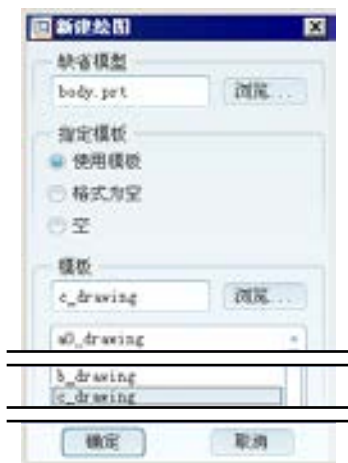 新建绘图
缺省模型
body.prt
浏览...
指定模板
使用模板
格式为空
空
模板
c_drawing
浏览...
a0_drawing
b_drawing
c_drawing
确定
取消